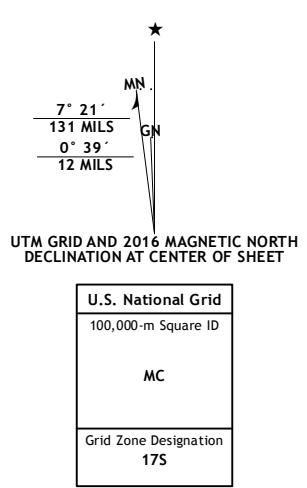 ★
MN
7° 21´
131 MILS
GN
0° 39´
12 MILS
UTM GRID AND 2016 MAGNETIC NORTH
DECLINATION AT CENTER OF SHEET
U.S. National Grid
100,000-m Square ID
MC
Grid Zone Designation
17S